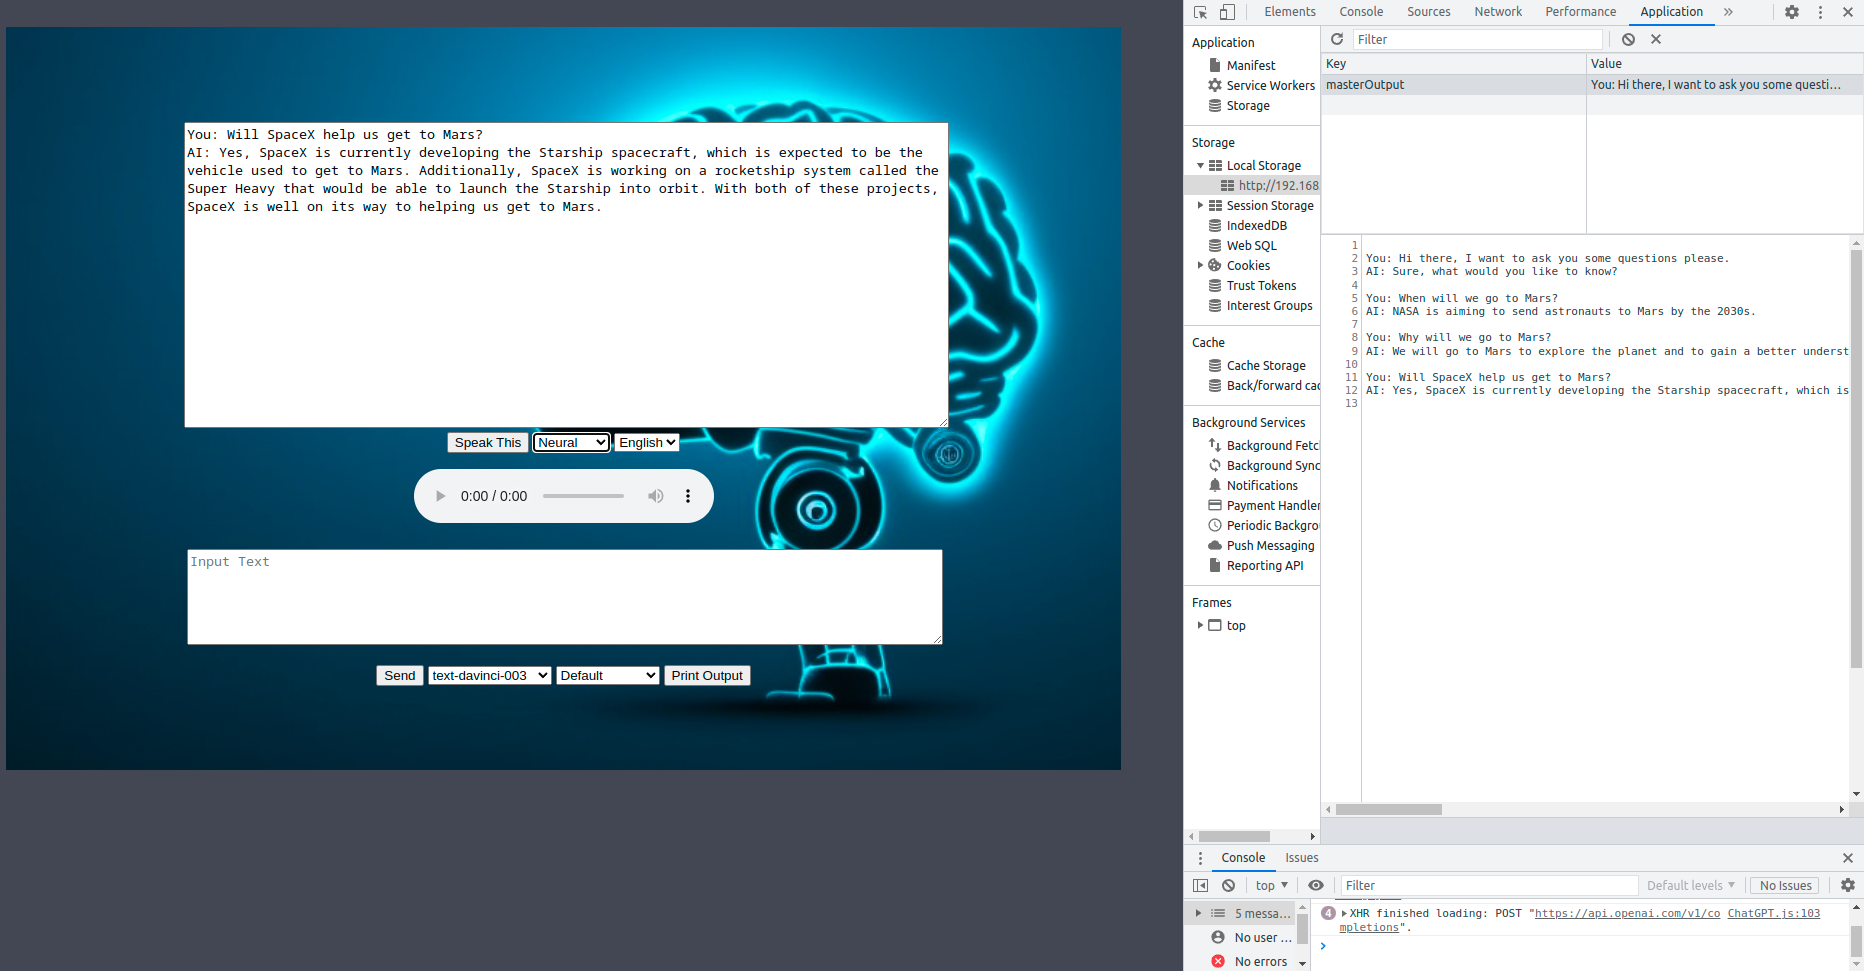 You: Will SpaceX help us get to Mars?
AI: Yes, SpaceX is currently developing the Starship spacecraft, which is expected to be the
vehicle used to get to Mars. Additionally, SpaceX is working on a rocketship system called the
Super Heavy that would be able to launch the Starship into orbit. With both of these projects,
SpaceX is well on its way to helping us get to Mars.
Speak This Neural English
0:00 / 0:00
Input Text
Send text-davinci-003 Default Print Output
Elements Console Sources Network Performance Application »
Application
Manifest
Service Workers
Storage
Storage
Local Storage
http://192.168
Session Storage
IndexedDB
Web SQL
Cookies
Trust Tokens
Interest Groups
Cache
Cache Storage
Back/forward cac
Background Services
Background Fetc
Background Sync
Notifications
Payment Handler
Periodic Backgro
Push Messaging
Reporting API
Frames
top
Filter
Key Value
masterOutput You: Hi there, I want to ask you some questi...
1
2 You: Hi there, I want to ask you some questions please.
3 AI: Sure, what would you like to know?
4
5 You: When will we go to Mars?
6 AI: NASA is aiming to send astronauts to Mars by the 2030s.
7
8 You: Why will we go to Mars?
9 AI: We will go to Mars to explore the planet and to gain a better underst
10
11 You: Will SpaceX help us get to Mars?
12 AI: Yes, SpaceX is currently developing the Starship spacecraft, which is
13
Console Issues
top Filter Default levels No Issues
5 messa...
No user ...
No errors
4 XHR finished loading: POST "https://api.openai.com/v1/co ChatGPT.js:103
mpletions".